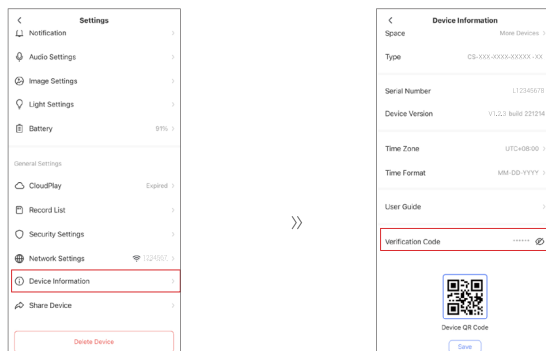 Settings
Notification
Audio Settings
Image Settings
Light Settings
Battery 91%
General Settings
CloudPlay Expired
Record List
Security Settings
Network Settings 1234567
Device Information
Share Device
Delete Device
Device Information
Space More Devices
Type CS-XXX-XXXX-XXXXX-XX
Serial Number L12345678
Device Version V1.2.3 build 221214
Time Zone UTC+08:00
Time Format MM-DD-YYYY
User Guide
Verification Code ******
Device QR Code
Save